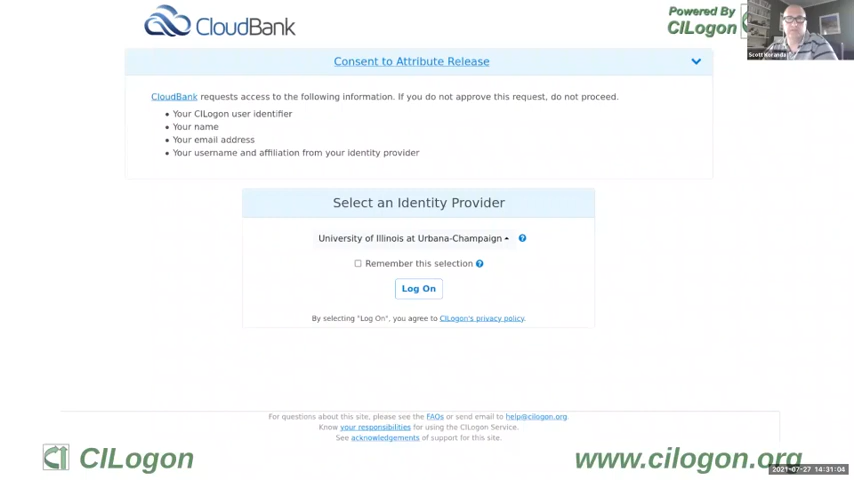 CloudBank
Powered By
CILogon
Scott Koranda
Consent to Attribute Release
CloudBank requests access to the following information. If you do not approve this request, do not proceed.
• Your CILogon user identifier
• Your name
• Your email address
• Your username and affiliation from your identity provider
Select an Identity Provider
University of Illinois at Urbana-Champaign
Remember this selection
Log On
By selecting "Log On", you agree to CILogon's privacy policy.
For questions about this site, please see the FAQs or send email to help@cilogon.org.
Know your responsibilities for using the CILogon Service.
See acknowledgements of support for this site.
CILogon
www.cilogon.org
2021-07-27 14:31:04